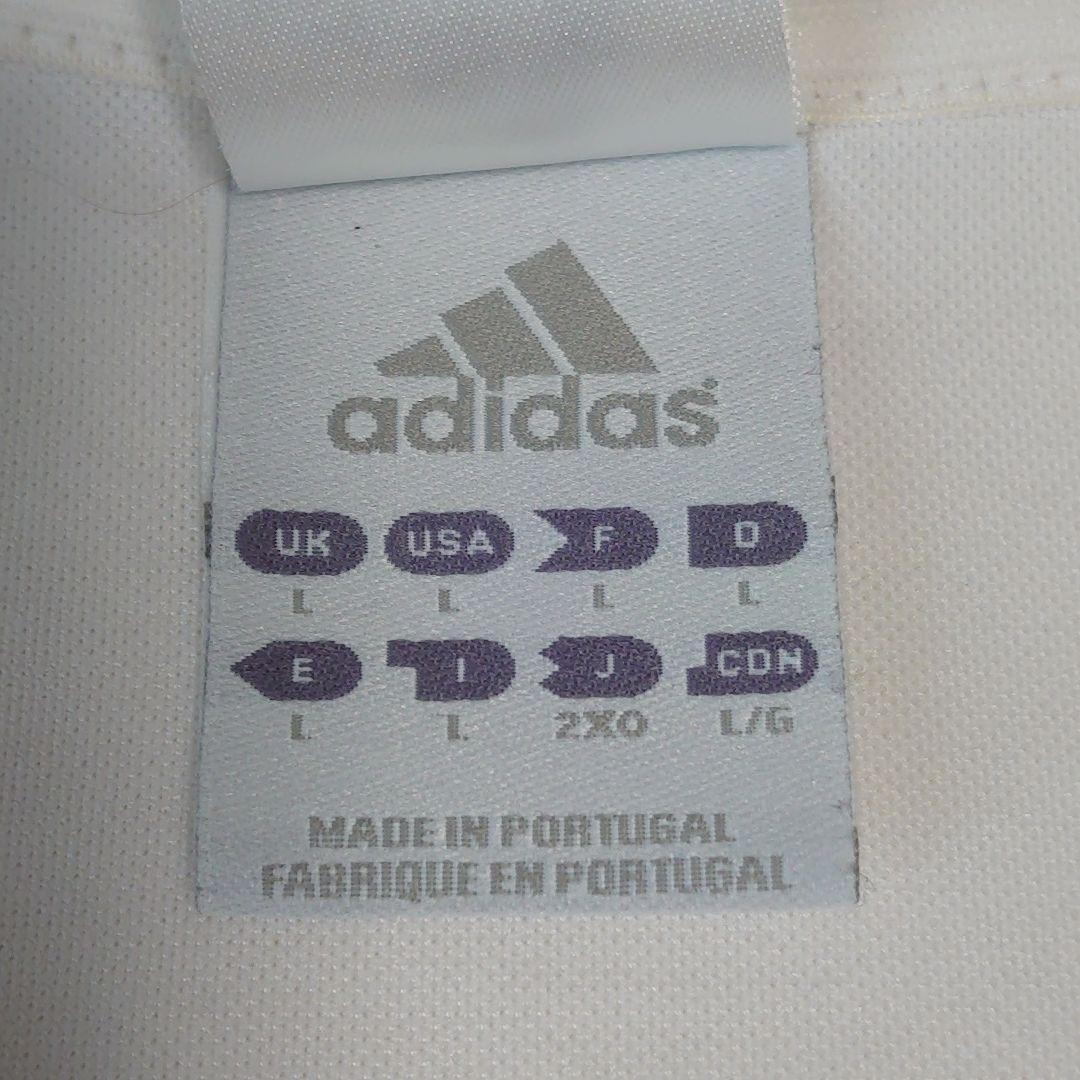 adidas®
UK USA F D
L L L L
E I J CDN
L L 2XO L/G
MADE IN PORTUGAL
FABRIQUE EN PORTUGAL